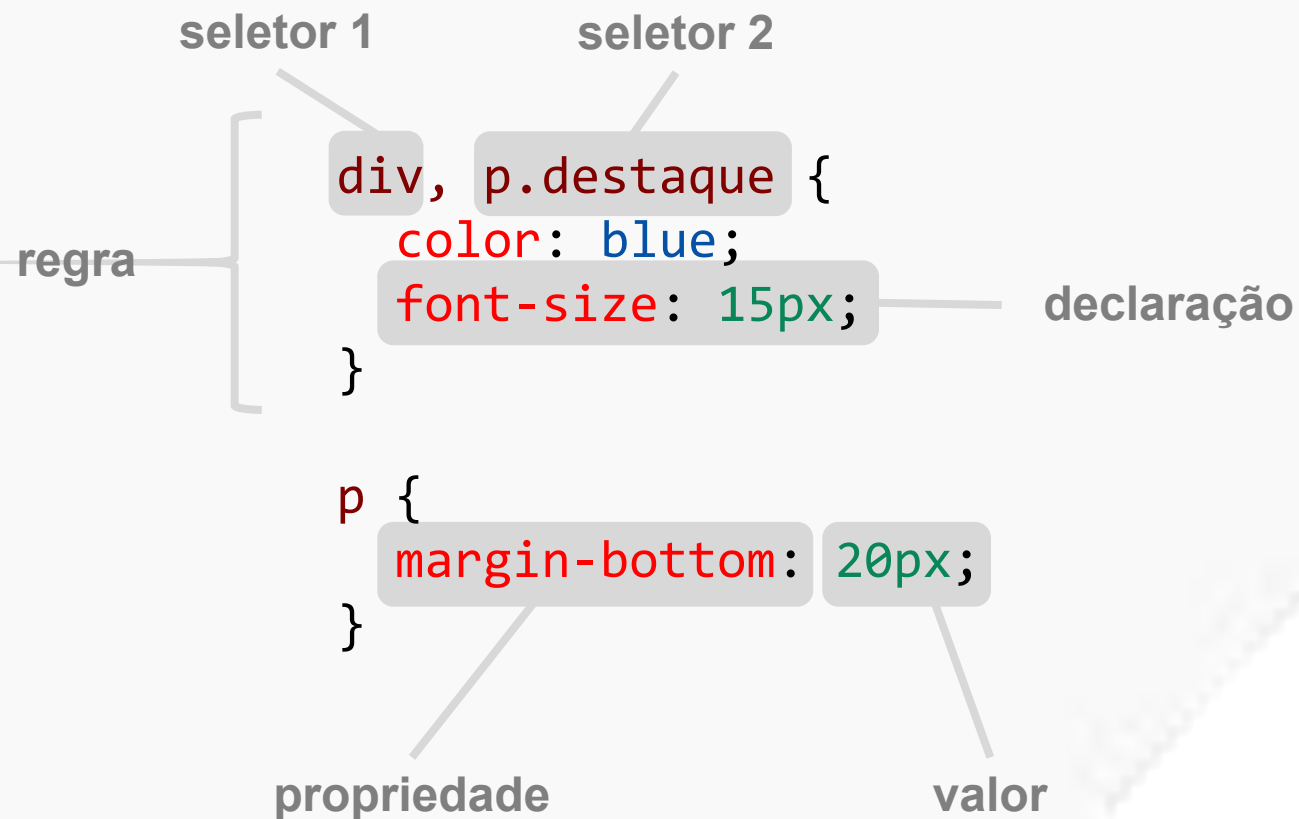 seletor 1 seletor 2
div, p.destaque {
color: blue;
regra
font-size: 15px;
declaração
}
p {
margin-bottom: 20px;
}
propriedade valor